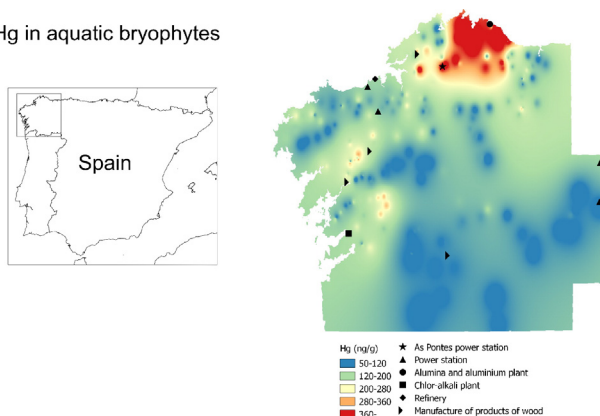 Hg in aquatic bryophytes
Spain
Hg (ng/g)
50-120
120-200
200-280
280-360
360-
As Pontes power station
Power station
Alumina and aluminium plant
Chlor-alkali plant
Refinery
Manufacture of products of wood